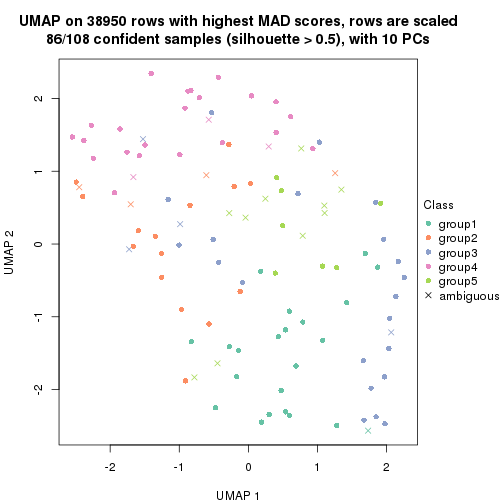 UMAP on 38950 rows with highest MAD scores, rows are scaled
86/108 confident samples (silhouette > 0.5), with 10 PCs
Class
group1
group2
group3
group4
group5
ambiguous
UMAP 2
2
1
0
-1
-2
-2
-1
0
1
2
UMAP 1